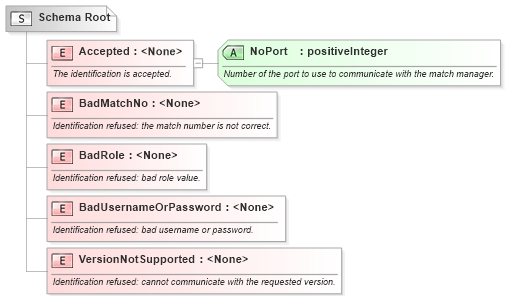 S Schema Root
E Accepted : <None>
The identification is accepted.
A NoPort : positiveInteger
Number of the port to use to communicate with the match manager.
E BadMatchNo : <None>
Identification refused: the match number is not correct.
E BadRole : <None>
Identification refused: bad role value.
E BadUsernameOrPassword : <None>
Identification refused: bad username or password.
E VersionNotSupported : <None>
Identification refused: cannot communicate with the requested version.